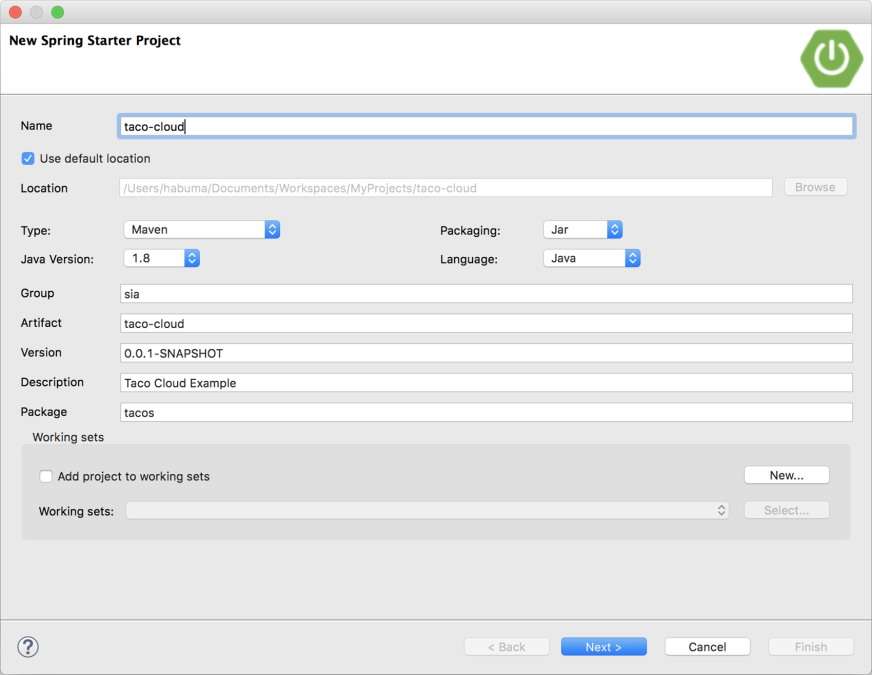 New Spring Starter Project
Name taco-cloud
Use default location
Location /Users/habuma/Documents/Workspaces/MyProjects/taco-cloud Browse
Type: Maven Packaging: Jar
Java Version: 1.8 Language: Java
Group sia
Artifact taco-cloud
Version 0.0.1-SNAPSHOT
Description Taco Cloud Example
Package tacos
Working sets
Add project to working sets New...
Working sets: Select...
? < Back Next > Cancel Finish